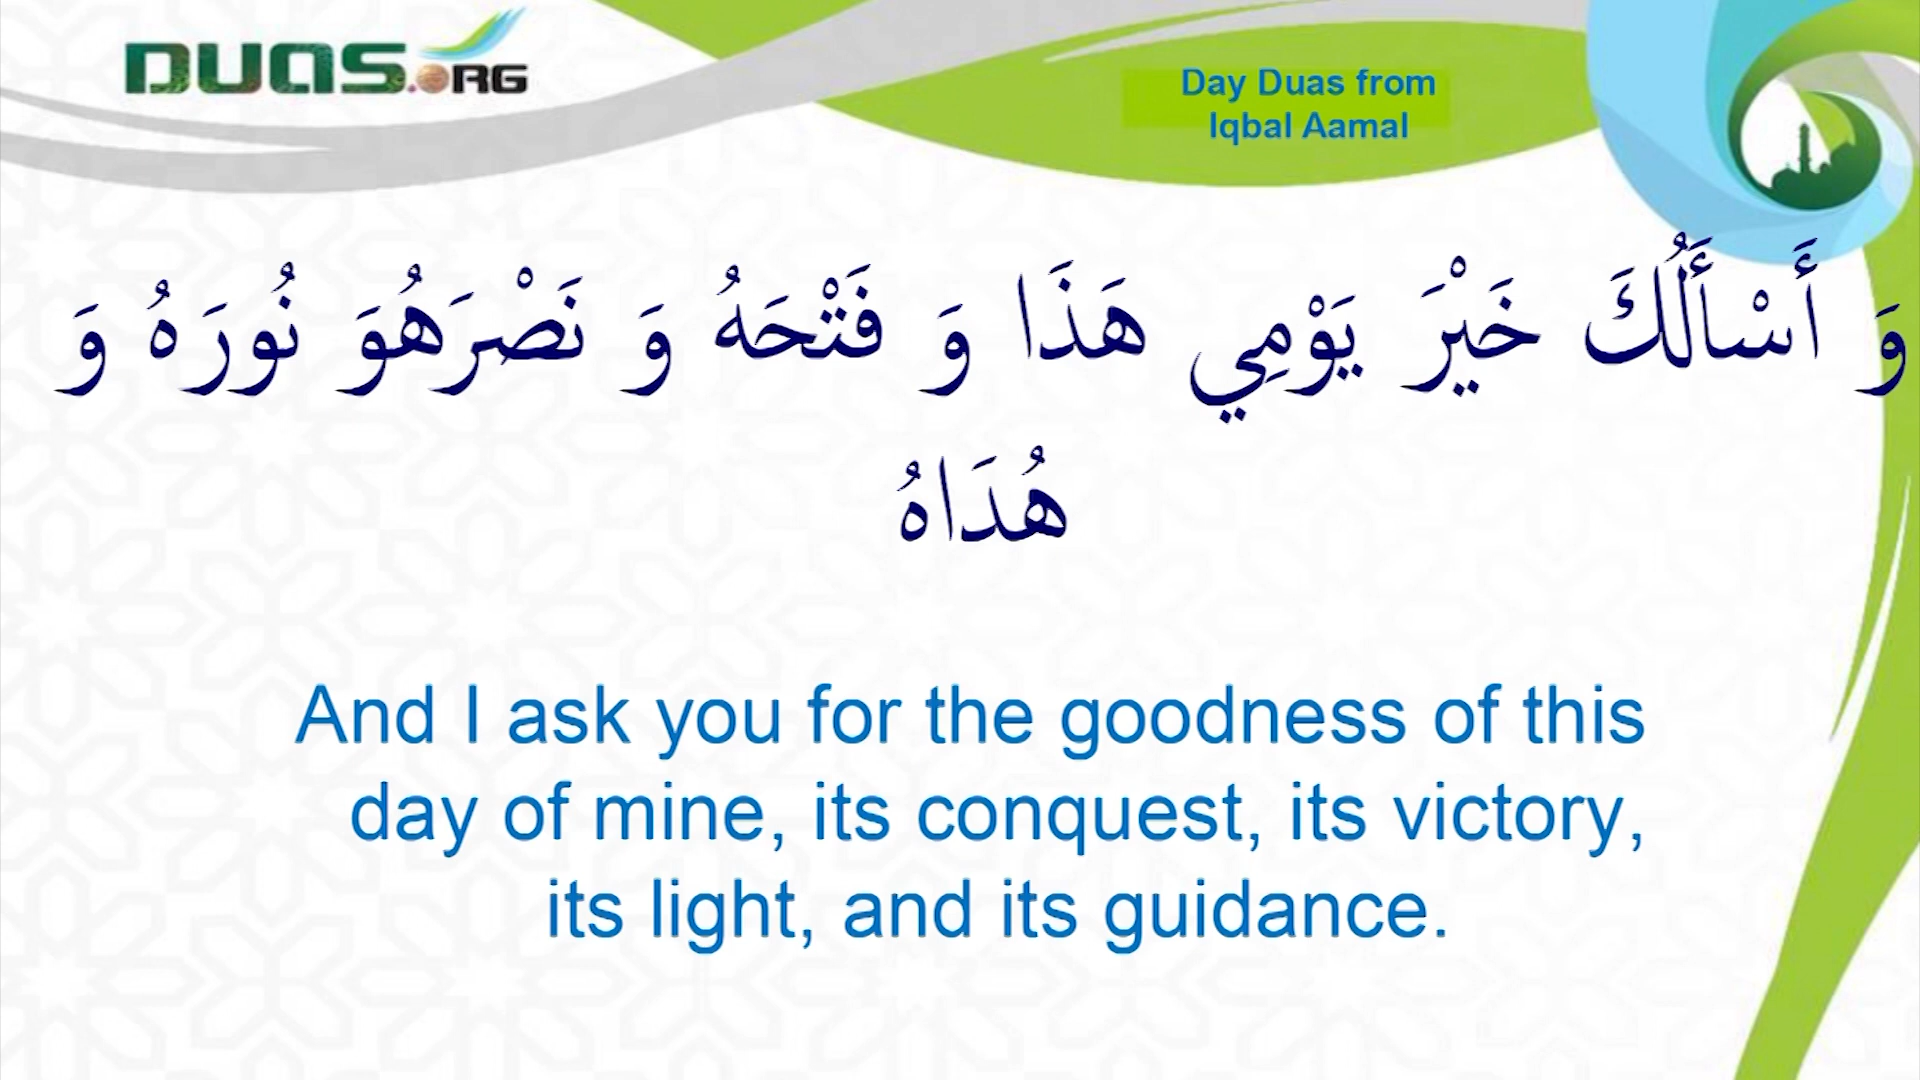 DUAS.ORG
Day Duas from
Iqbal Aamal
وَ أَسْأَلُكَ خَيْرَ يَوْمِي هَذَا وَ فَتْحَهُ وَ نَصْرَهُوَ نُورَهُ وَ
هُدَاهُ
And I ask you for the goodness of this
day of mine, its conquest, its victory,
its light, and its guidance.